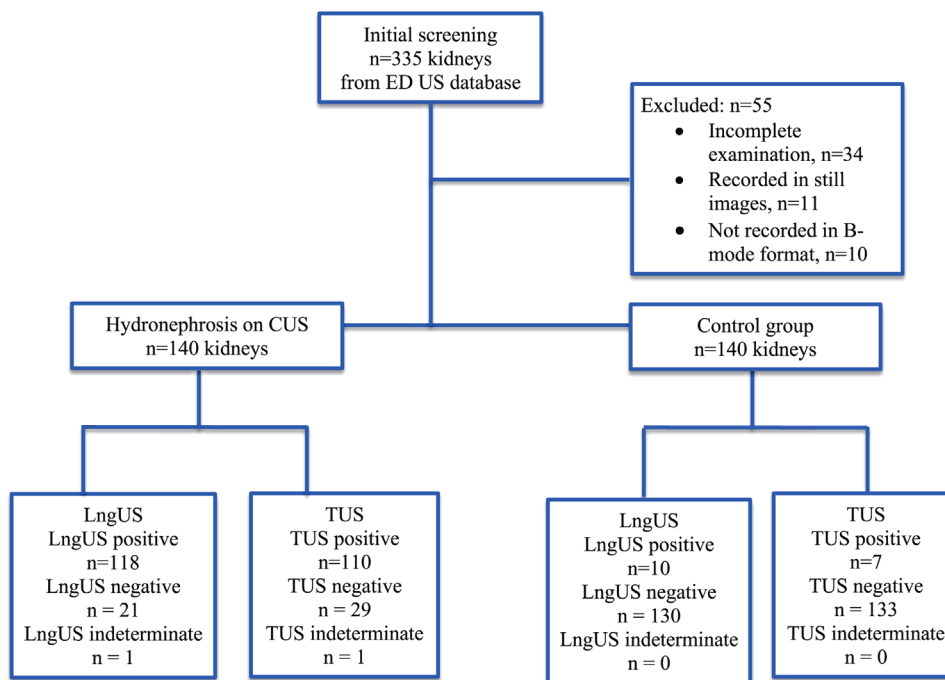 Initial screening
n=335 kidneys
from ED US database
Excluded: n=55
• Incomplete
examination, n=34
• Recorded in still
images, n=11
• Not recorded in B-
mode format, n=10
Hydronephrosis on CUS
n=140 kidneys
Control group
n=140 kidneys
LngUS
LngUS positive
n=118
LngUS negative
n = 21
LngUS indeterminate
n = 1
TUS
TUS positive
n=110
TUS negative
n = 29
TUS indeterminate
n = 1
LngUS
LngUS positive
n=10
LngUS negative
n = 130
LngUS indeterminate
n = 0
TUS
TUS positive
n=7
TUS negative
n = 133
TUS indeterminate
n = 0